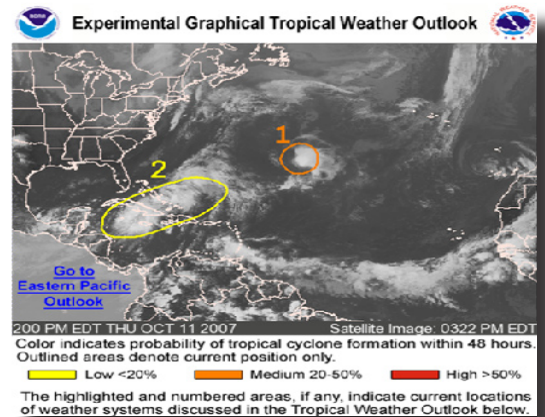 Experimental Graphical Tropical Weather Outlook
1
2
Go to
Eastern Pacific
Outlook
200 PM EDT THU OCT 11 2007 Satellite Image: 0322 PM EDT
Color indicates probability of tropical cyclone formation within 48 hours.
Outlined areas denote current position only.
Low <20% Medium 20-50% High >50%
The highlighted and numbered areas, if any, indicate current locations
of weather systems discussed in the Tropical Weather Outlook below.